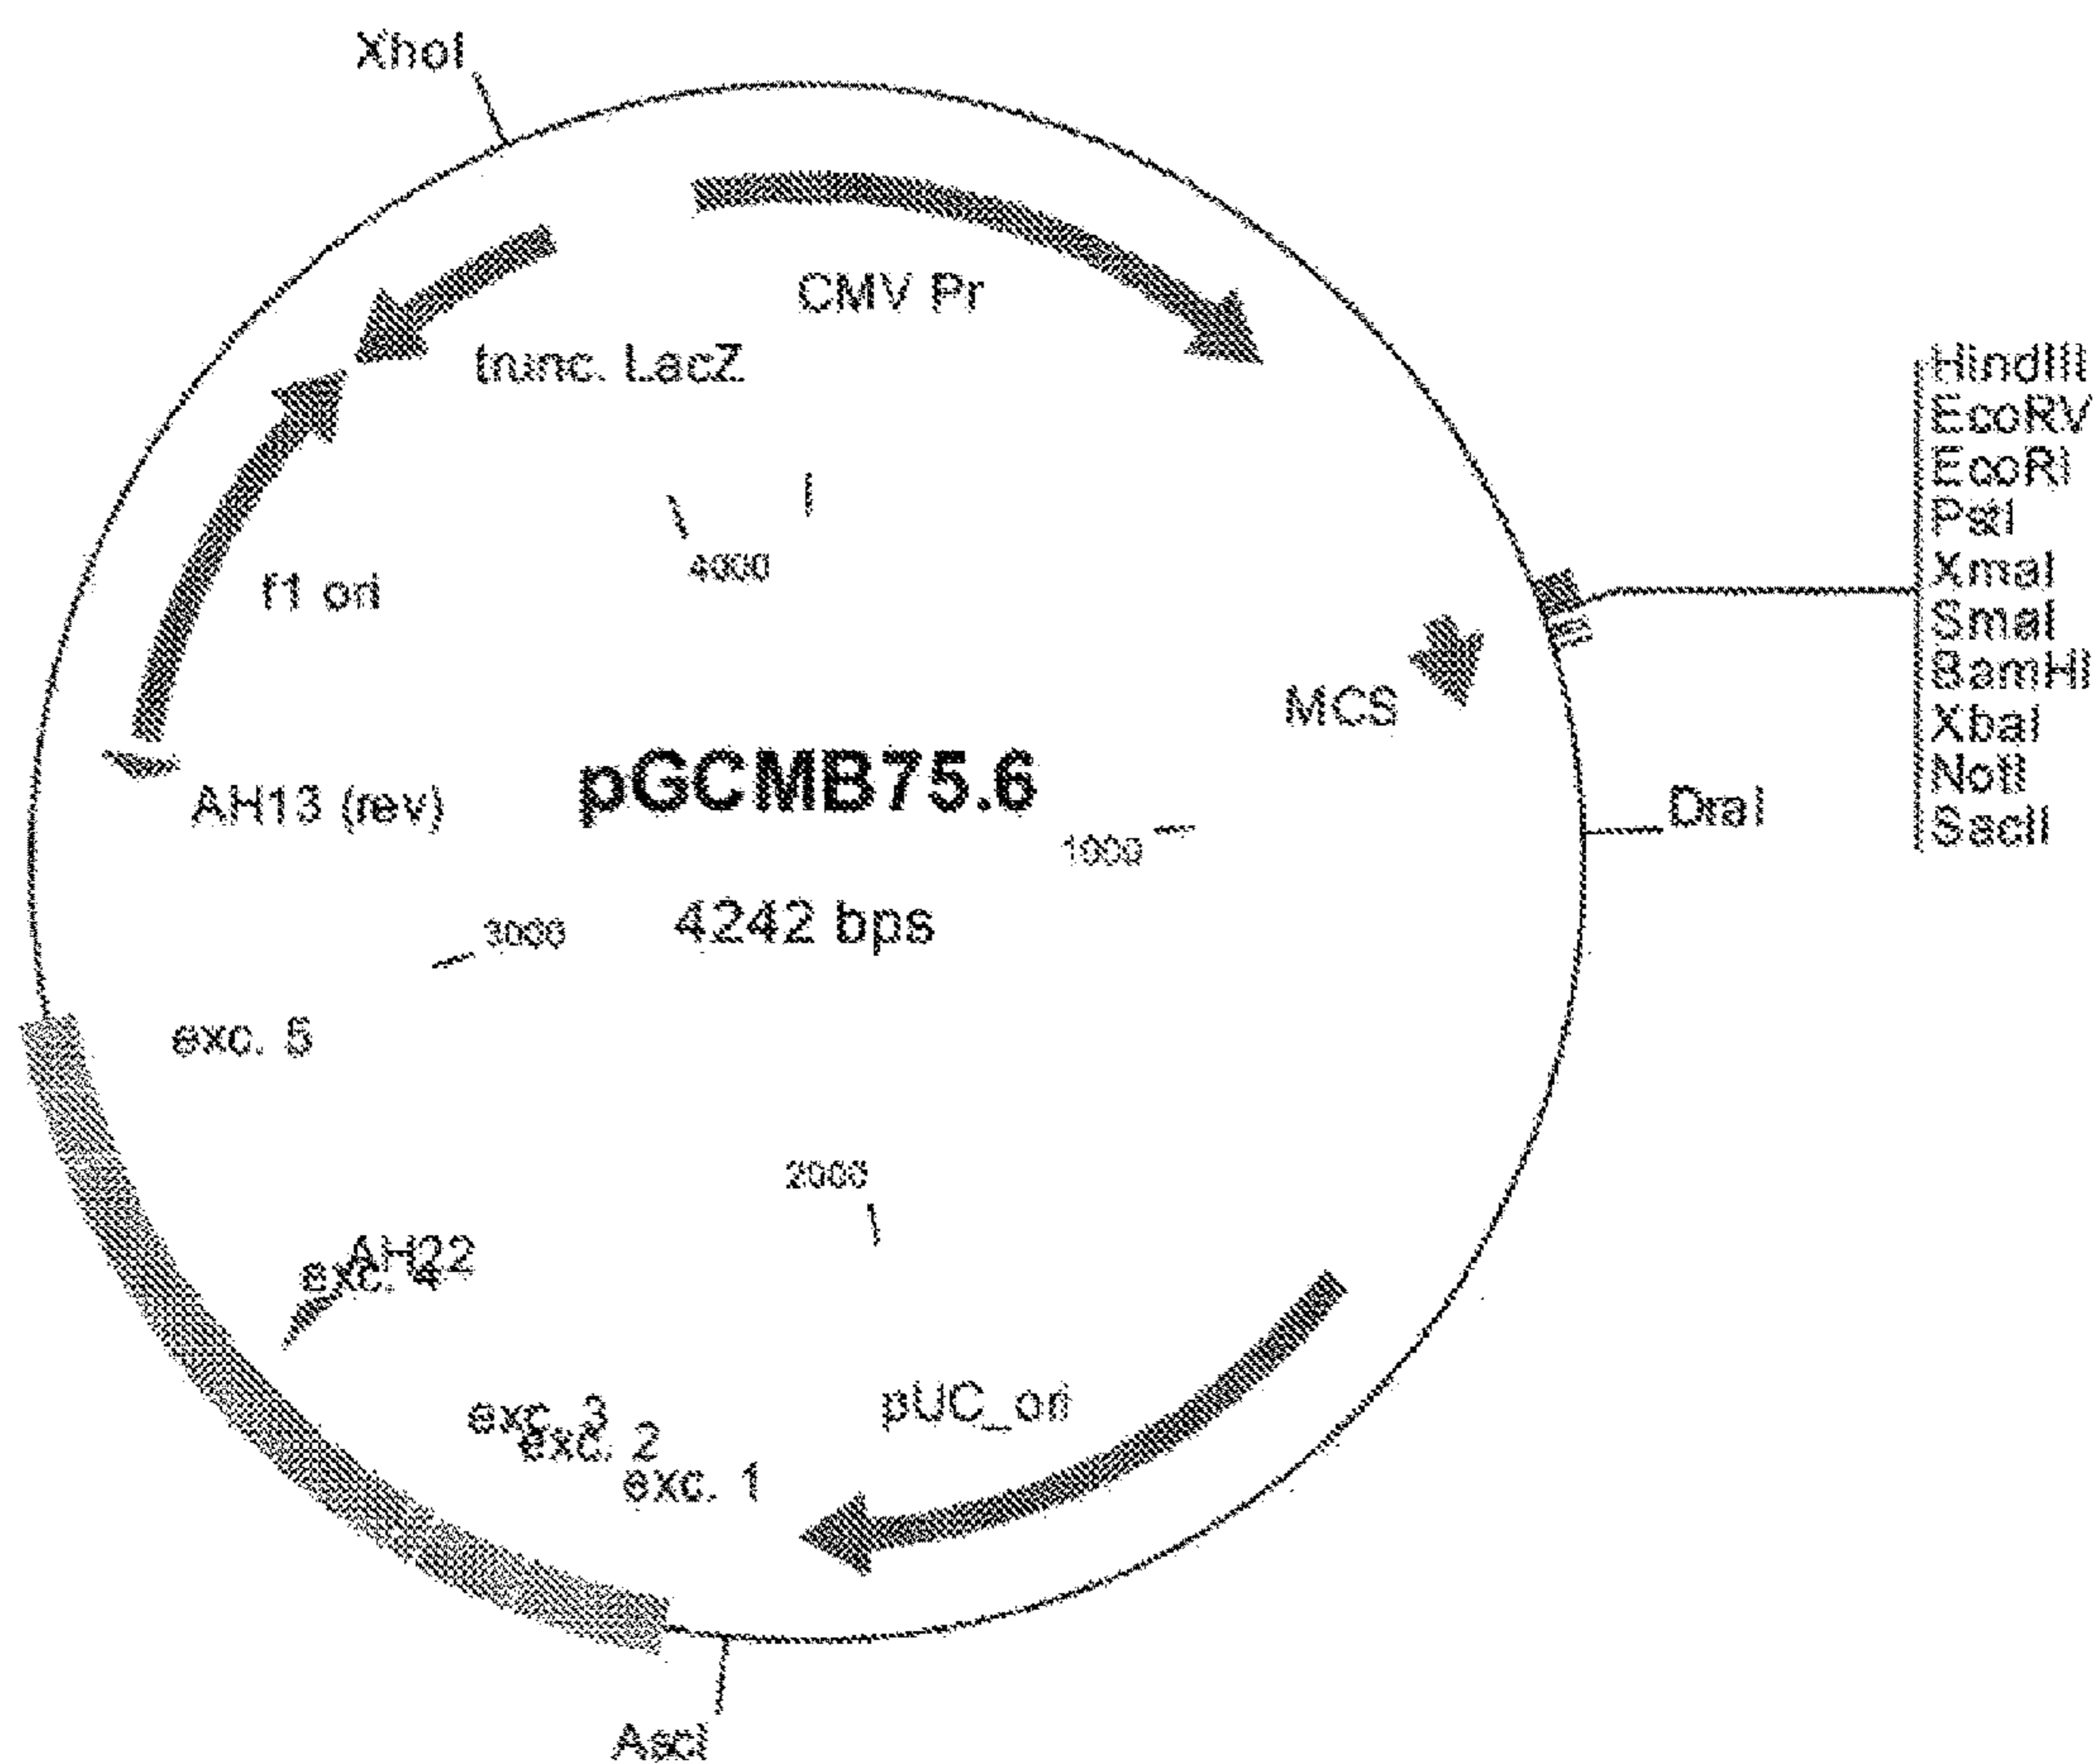 XhoI
CMV Pr
trunc. LacZ
HindIII
EcoRV
EcoRI
PstI
XmaI
SmaI
BamHI
XbaI
NotI
SacII
4000
f1 ori
MCS
AH13 (rev)
pGCMB75.6
DraI
1000
3000
4242 bps
exc. 5
2000
AH22
exc. 4
pUC_ori
exc. 3
exc. 2
exc. 1
AscI